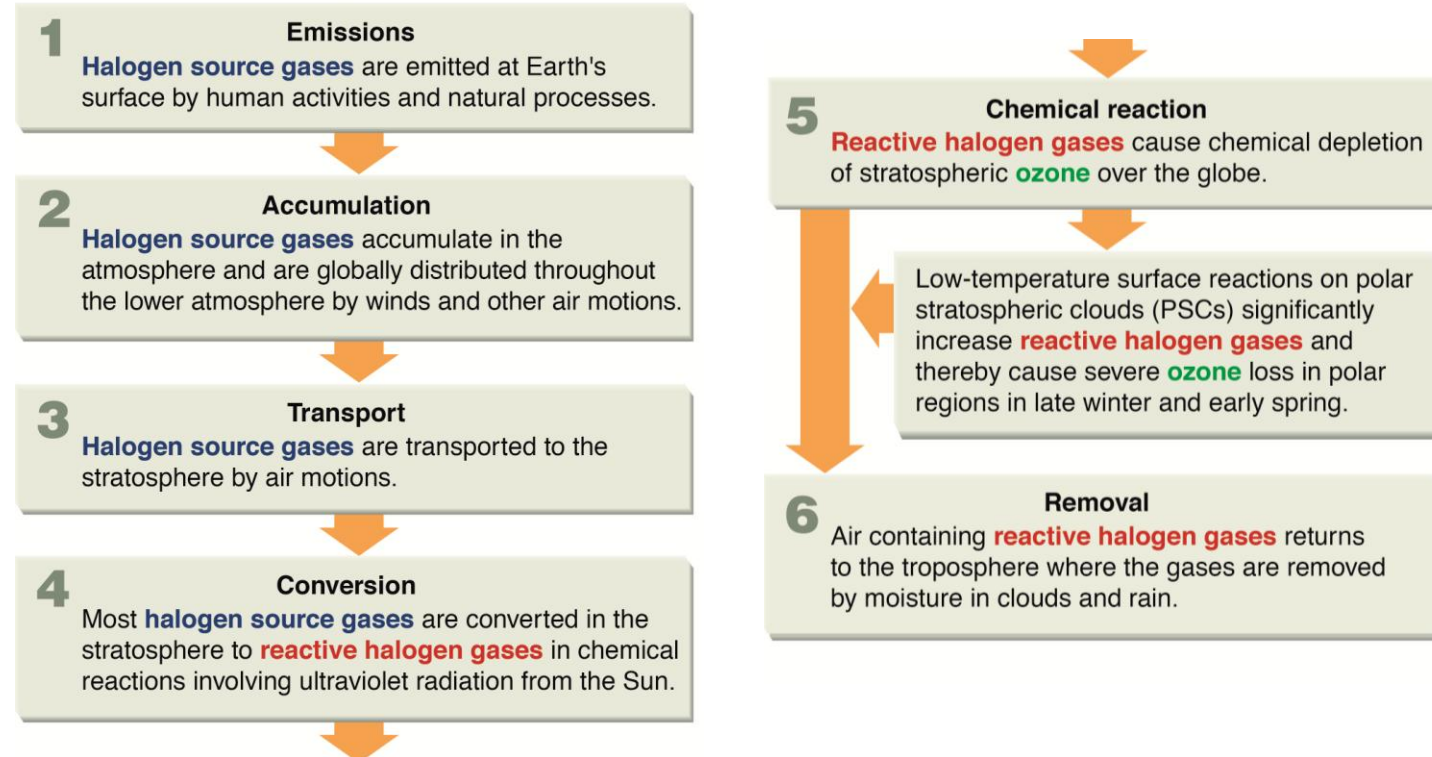 1 Emissions
Halogen source gases are emitted at Earth's
surface by human activities and natural processes.
2 Accumulation
Halogen source gases accumulate in the
atmosphere and are globally distributed throughout
the lower atmosphere by winds and other air motions.
3 Transport
Halogen source gases are transported to the
stratosphere by air motions.
4 Conversion
Most halogen source gases are converted in the
stratosphere to reactive halogen gases in chemical
reactions involving ultraviolet radiation from the Sun.
5 Chemical reaction
Reactive halogen gases cause chemical depletion
of stratospheric ozone over the globe.
Low-temperature surface reactions on polar
stratospheric clouds (PSCs) significantly
increase reactive halogen gases and
thereby cause severe ozone loss in polar
regions in late winter and early spring.
6 Removal
Air containing reactive halogen gases returns
to the troposphere where the gases are removed
by moisture in clouds and rain.